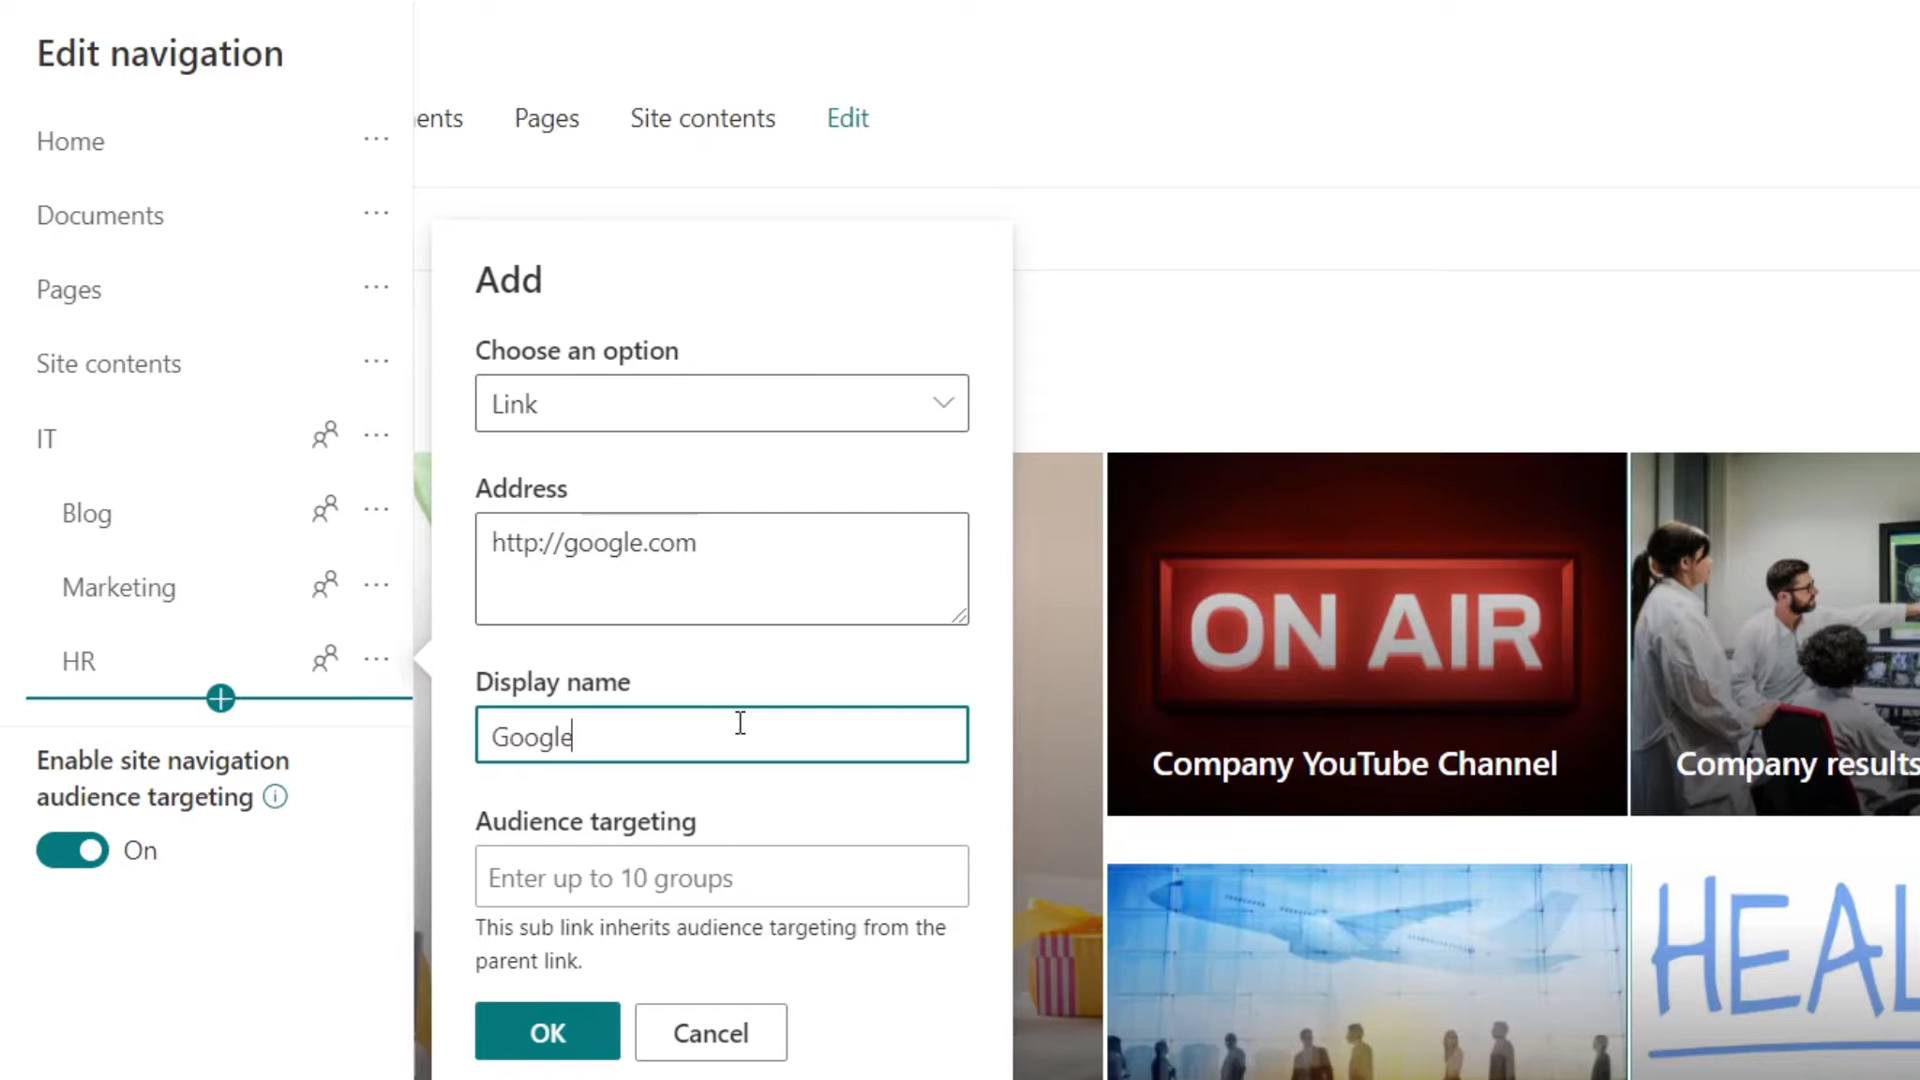 Edit navigation
Home
Documents
Pages
Site contents
IT
Blog
Marketing
HR
Enable site navigation
audience targeting
On
ents
Pages
Site contents
Edit
Add
Choose an option
Link
Address
http://google.com
Display name
Google
Audience targeting
Enter up to 10 groups
This sub link inherits audience targeting from the
parent link.
OK
Cancel
ON AIR
Company YouTube Channel
Company results
HEAL